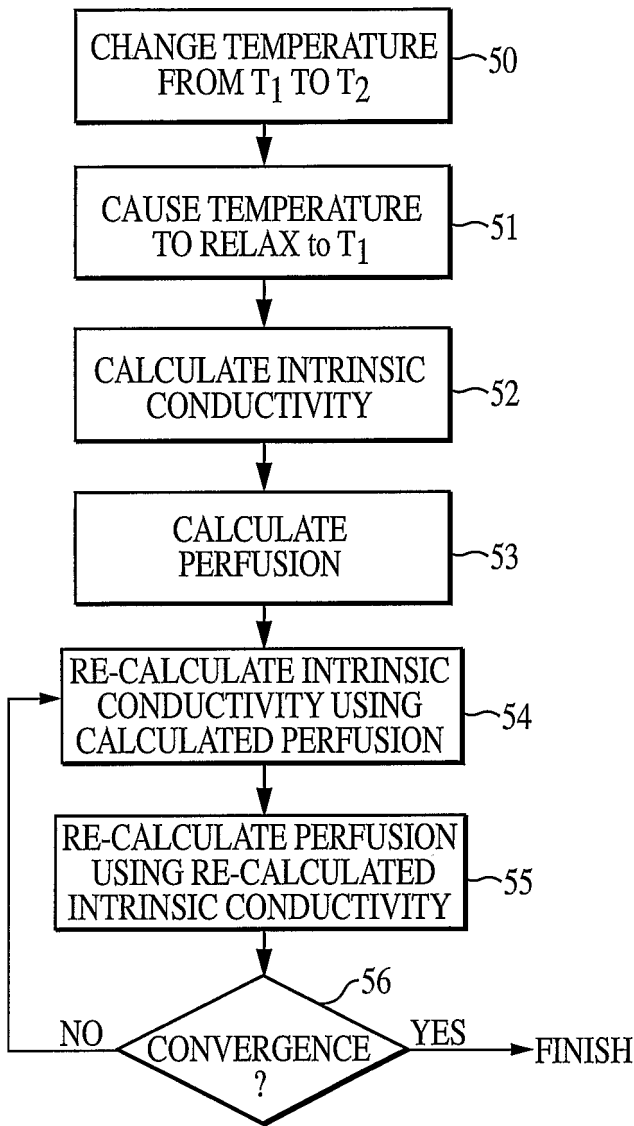 CHANGE TEMPERATURE
FROM T1 TO T2
50
CAUSE TEMPERATURE
TO RELAX to T1
51
CALCULATE INTRINSIC
CONDUCTIVITY
52
CALCULATE
PERFUSION
53
RE-CALCULATE INTRINSIC
CONDUCTIVITY USING
CALCULATED PERFUSION
54
RE-CALCULATE PERFUSION
USING RE-CALCULATED
INTRINSIC CONDUCTIVITY
55
56
NO
CONVERGENCE
?
YES
FINISH